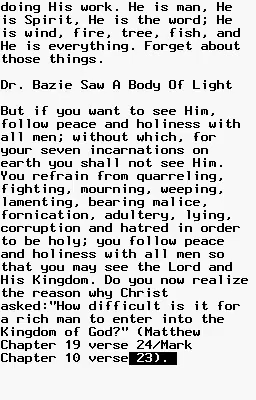 doing His work. He is man, He
is Spirit, He is the word; He
is wind, fire, tree, fish, and
He is everything. Forget about
those things.
Dr. Bazie Saw A Body Of Light
But if you want to see Him,
follow peace and holiness with
all men; without which, for
your seven incarnations on
earth you shall not see Him.
You refrain from quareling,
fighting, mourning, weeping,
lamenting, bearing malice,
fornication, adultery, lying,
corruption and hatred in order
to be holy; you follow peace
and holiness with all men so
that you may see the Lord and
His Kingdom. Do you now realize
the reason why Christ
asked:"How difficult is it for
a rich man to enter into the
Kingdom of God?" (Matthew
Chapter 19 verse 24/Mark
Chapter 10 verse 23).